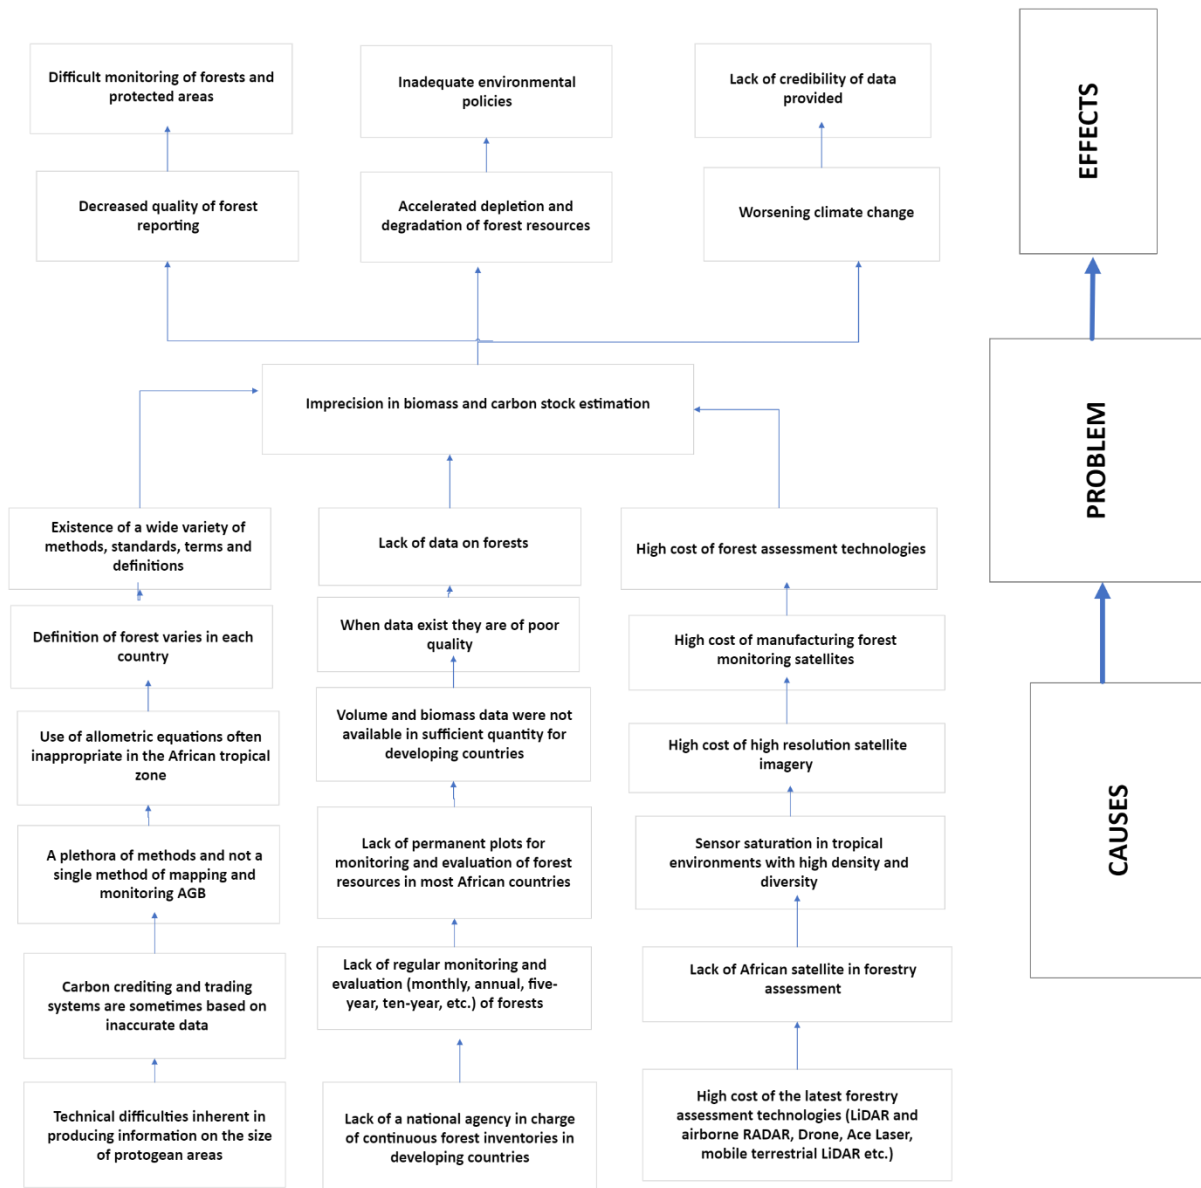 Difficult monitoring of forests and
protected areas
Inadequate environmental
policies
Lack of credibility of data
provided
EFFECTS
Decreased quality of forest
reporting
Accelerated depletion and
degradation of forest resources
Worsening climate change
Imprecision in biomass and carbon stock estimation
PROBLEM
Existence of a wide variety of
methods, standards, terms and
definitions
Lack of data on forests
High cost of forest assessment technologies
Definition of forest varies in each
country
When data exist they are of poor
quality
High cost of manufacturing forest
monitoring satellites
Use of allometric equations often
inappropriate in the African tropical
zone
Volume and biomass data were not
available in sufficient quantity for
developing countries
High cost of high resolution satellite
imagery
CAUSES
A plethora of methods and not a
single method of mapping and
monitoring AGB
Lack of permanent plots for
monitoring and evaluation of forest
resources in most African countries
Sensor saturation in tropical
environments with high density and
diversity
Carbon crediting and trading
systems are sometimes based on
inaccurate data
Lack of regular monitoring and
evaluation (monthly, annual, five-
year, ten-year, etc.) of forests
Lack of African satellite in forestry
assessment
Technical difficulties inherent in
producing information on the size
of protogean areas
Lack of a national agency in charge
of continuous forest inventories in
developing countries
High cost of the latest forestry
assessment technologies (LiDAR and
airborne RADAR, Drone, Ace Laser,
mobile terrestrial LiDAR etc.)